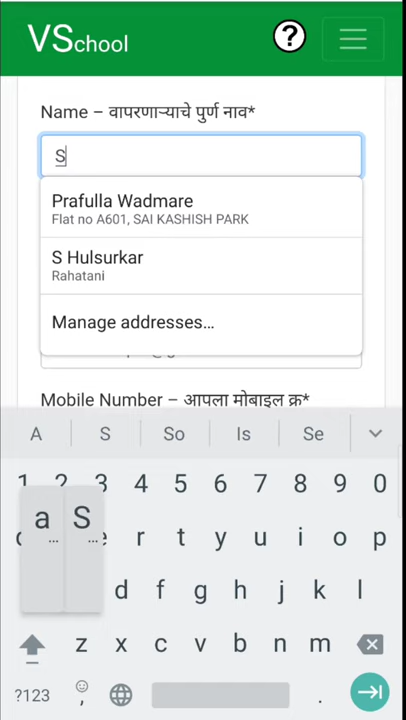 VSchool
?
Name – वापरणाऱ्याचे पुर्ण नाव*
S
Prafulla Wadmare
Flat no A601, SAI KASHISH PARK
S Hulsurkar
Rahatani
Manage addresses…
Mobile Number – आपला मोबाइल क्र*
A S So Is Se
1 2 3 4 5 6 7 8 9 0
a S e r t y u i o p
d f g h j k l
z x c v b n m
?123 , .